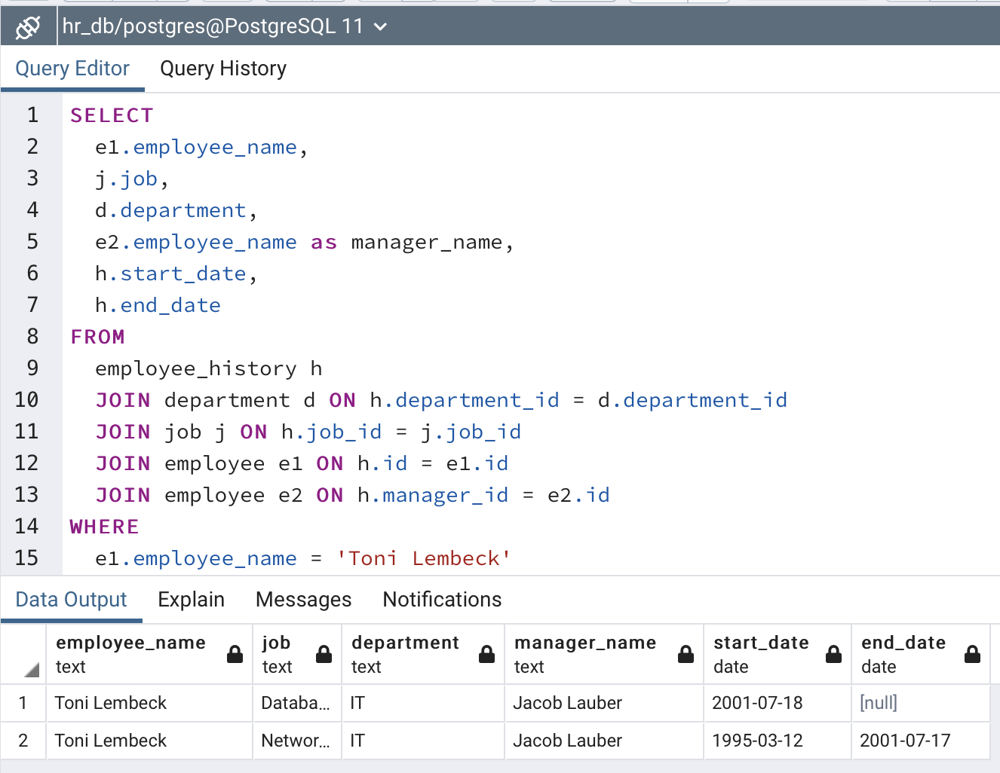 hr_db/postgres@PostgreSQL 11
Query Editor Query History
1 SELECT
2 e1.employee_name,
3 j.job,
4 d.department,
5 e2.employee_name as manager_name,
6 h.start_date,
7 h.end_date
8 FROM
9 employee_history h
10 JOIN department d ON h.department_id = d.department_id
11 JOIN job j ON h.job_id = j.job_id
12 JOIN employee e1 ON h.id = e1.id
13 JOIN employee e2 ON h.manager_id = e2.id
14 WHERE
15 e1.employee_name = 'Toni Lembeck'
Data Output Explain Messages Notifications
employee_name job department manager_name start_date end_date
text text text text date date
1 Toni Lembeck Databa... IT Jacob Lauber 2001-07-18 [null]
2 Toni Lembeck Networ... IT Jacob Lauber 1995-03-12 2001-07-17